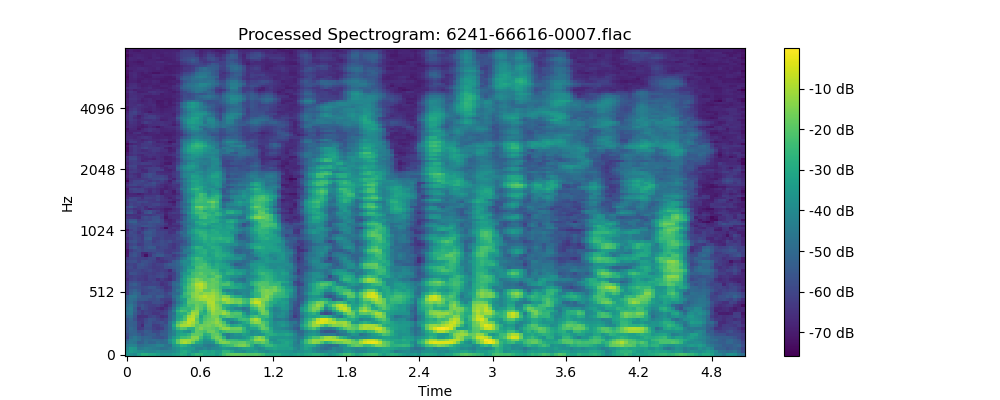 Processed Spectrogram: 6241-66616-0007.flac
Hz
4096
2048
1024
512
0
0 0.6 1.2 1.8 2.4 3 3.6 4.2 4.8
Time
-10 dB
-20 dB
-30 dB
-40 dB
-50 dB
-60 dB
-70 dB